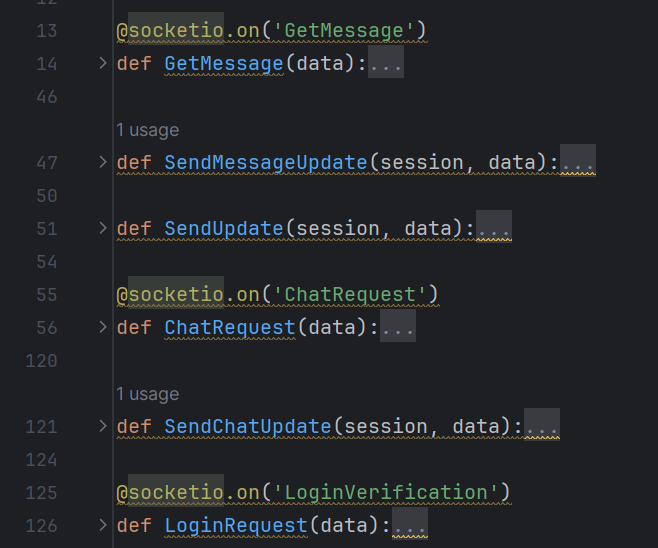 12
13 @socketio.on('GetMessage')
14 def GetMessage(data):...
46
1 usage
47 def SendMessageUpdate(session, data):...
50
51 def SendUpdate(session, data):...
54
55 @socketio.on('ChatRequest')
56 def ChatRequest(data):...
120
1 usage
121 def SendChatUpdate(session, data):...
124
125 @socketio.on('LoginVerification')
126 def LoginRequest(data):...